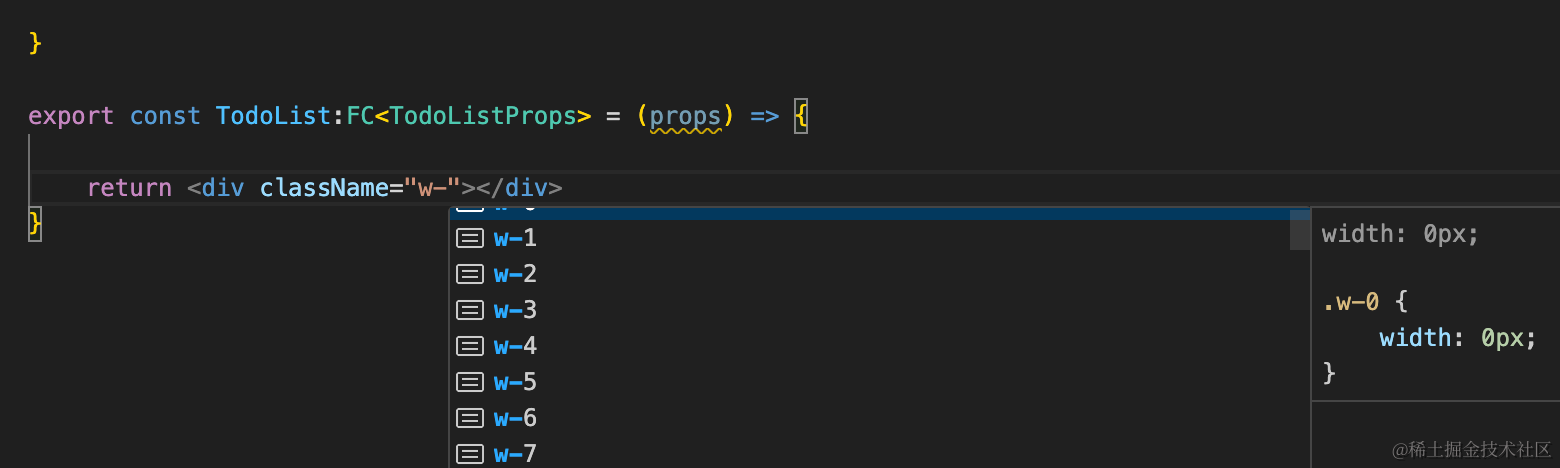 }
export const TodoList:FC<TodoListProps> = (props) => {
return <div className="w-"></div>
}
w-0
w-1
w-2
w-3
w-4
w-5
w-6
w-7
width: 0px;
.w-0 {
width: 0px;
}
@稀土掘金技术社区